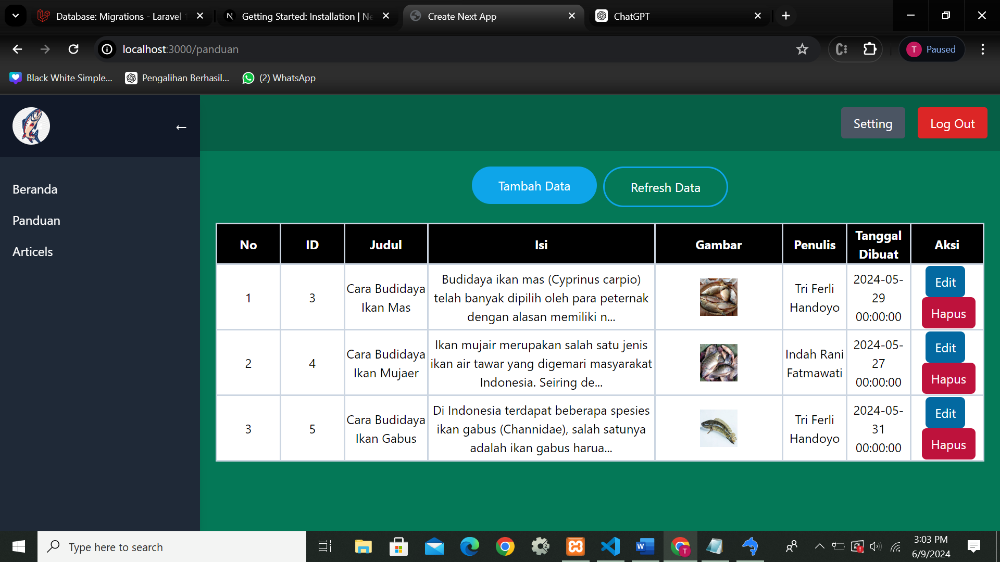 Database: Migrations - Laravel 1
Getting Started: Installation | Ne
Create Next App
ChatGPT
localhost:3000/panduan
T Paused
Black White Simple...
Pengalihan Berhasil...
(2) WhatsApp
Setting
Log Out
←
Beranda
Panduan
Articels
Tambah Data
Refresh Data
No ID Judul Isi Gambar Penulis Tanggal Dibuat Aksi
1
3
Cara Budidaya
Ikan Mas
Budidaya ikan mas (Cyprinus carpio)
telah banyak dipilih oleh para peternak
dengan alasan memiliki n...
Tri Ferli
Handoyo
2024-05-
29
00:00:00
Edit
Hapus
2
4
Cara Budidaya
Ikan Mujaer
Ikan mujair merupakan salah satu jenis
ikan air tawar yang digemari masyarakat
Indonesia. Seiring de...
Indah Rani
Fatmawati
2024-05-
27
00:00:00
Edit
Hapus
3
5
Cara Budidaya
Ikan Gabus
Di Indonesia terdapat beberapa spesies
ikan gabus (Channidae), salah satunya
adalah ikan gabus harua...
Tri Ferli
Handoyo
2024-05-
31
00:00:00
Edit
Hapus
Type here to search
3:03 PM
6/9/2024